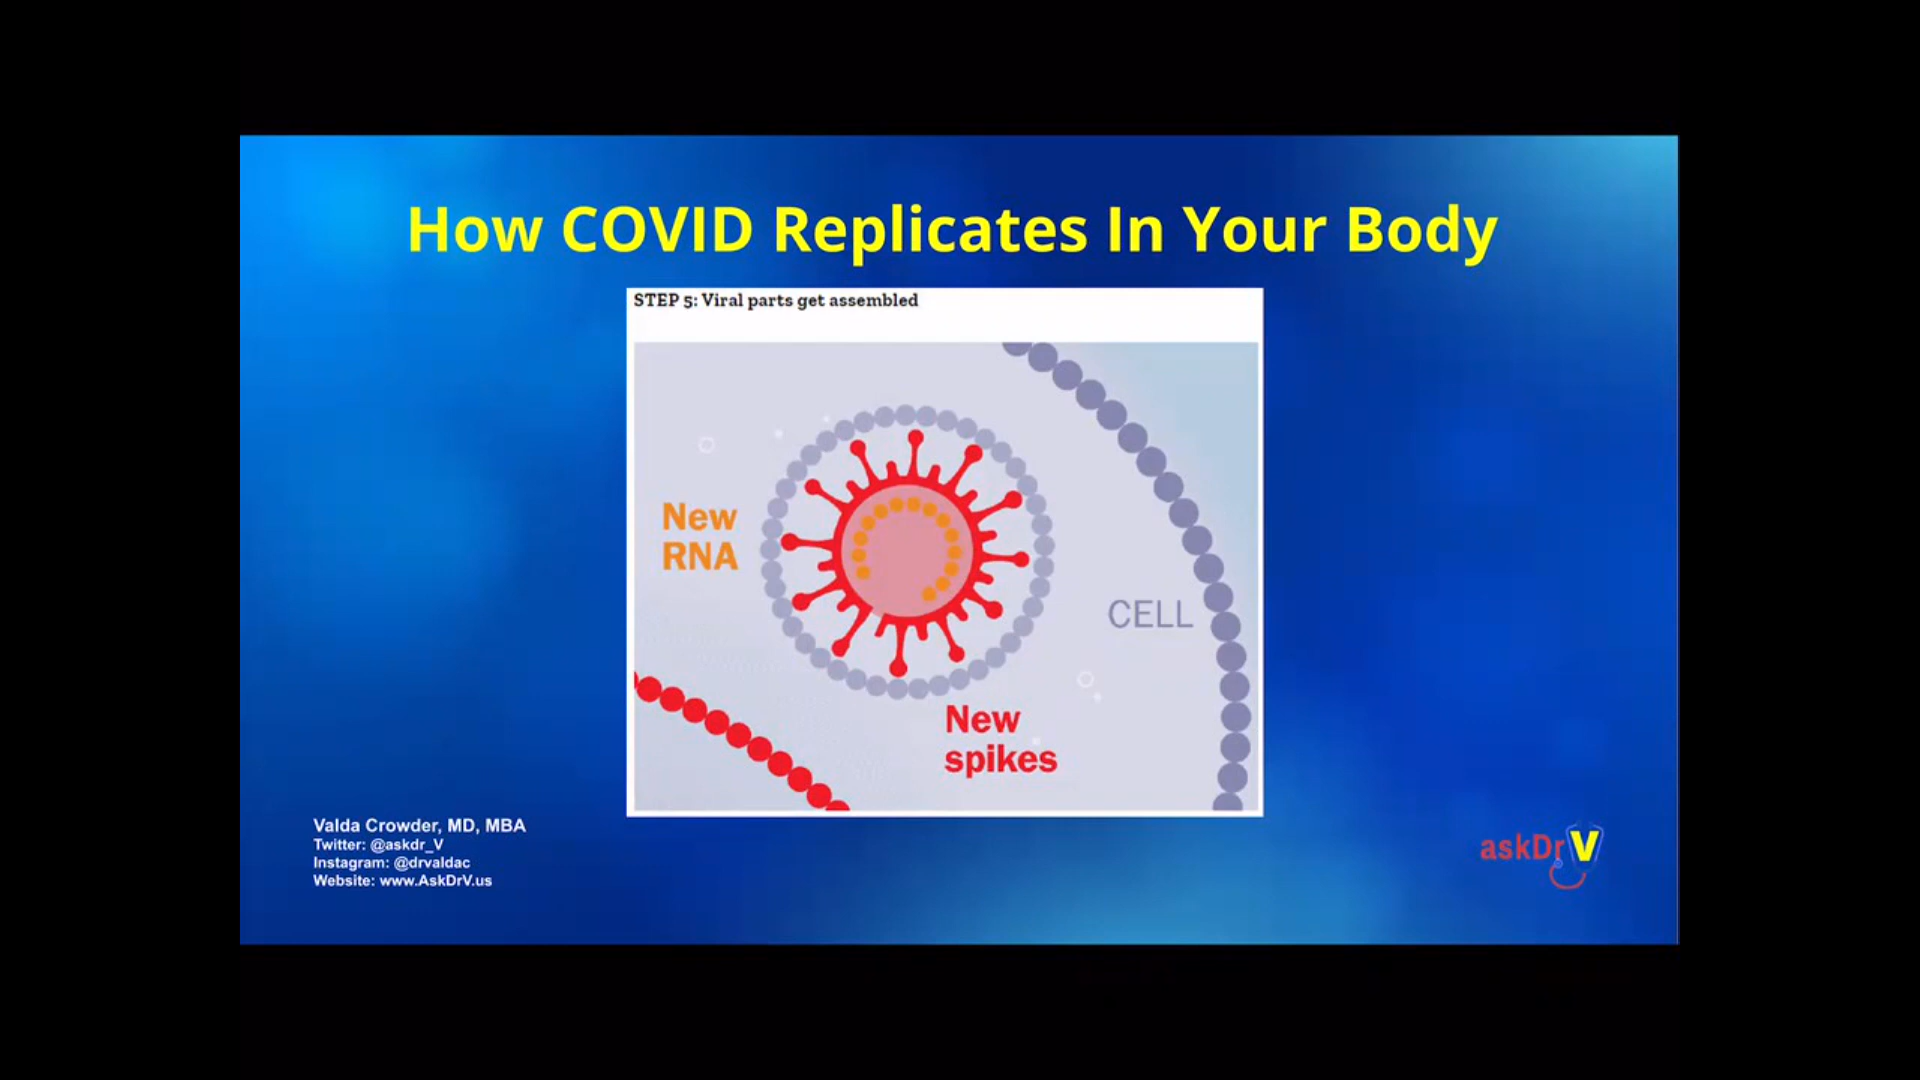 How COVID Replicates In Your Body
STEP 5: Viral parts get assembled
New
RNA
CELL
New
spikes
Valda Crowder, MD, MBA
Twitter: @askdr_V
Instagram: @drvaldac
Website: www.AskDrV.us
askDrV